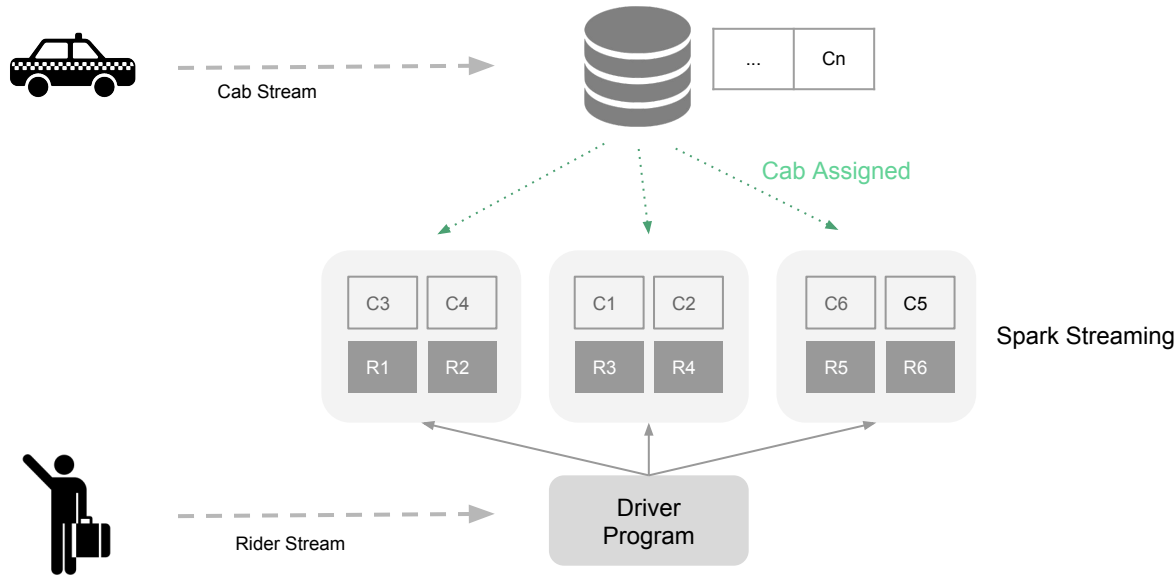 ... Cn
Cab Stream
Cab Assigned
C3 C4 C1 C2 C6 C5
R1 R2 R3 R4 R5 R6
Spark Streaming
Driver
Program
Rider Stream